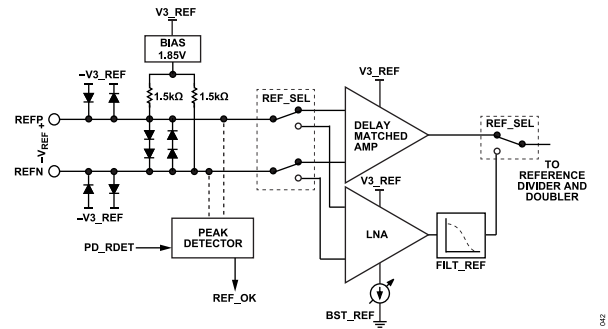 V3_REF
BIAS
1.85V
–V3_REF
1.5kΩ
1.5kΩ
REFP
+
VREF
–
REFN
–V3_REF
REF_SEL
V3_REF
DELAY
MATCHED
AMP
REF_SEL
TO
REFERENCE
DIVIDER AND
DOUBLER
V3_REF
LNA
FILT_REF
BST_REF
PD_RDET
PEAK
DETECTOR
REF_OK
042